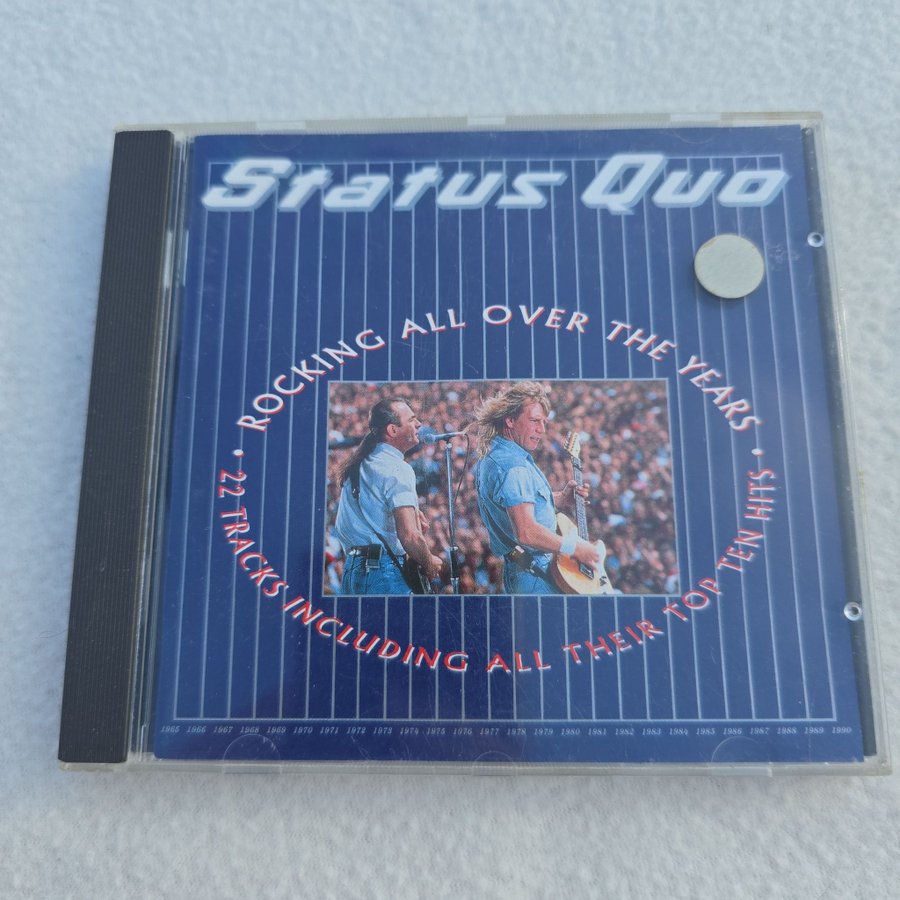 Status Quo
• ROCKING ALL OVER THE YEARS •
22 TRACKS INCLUDING ALL THEIR TOP TEN HITS
1965 1966 1967 1968 1969 1970 1971 1972 1973 1974 1975 1976 1977 1978 1979 1980 1981 1982 1983 1984 1985 1986 1987 1988 1989 1990